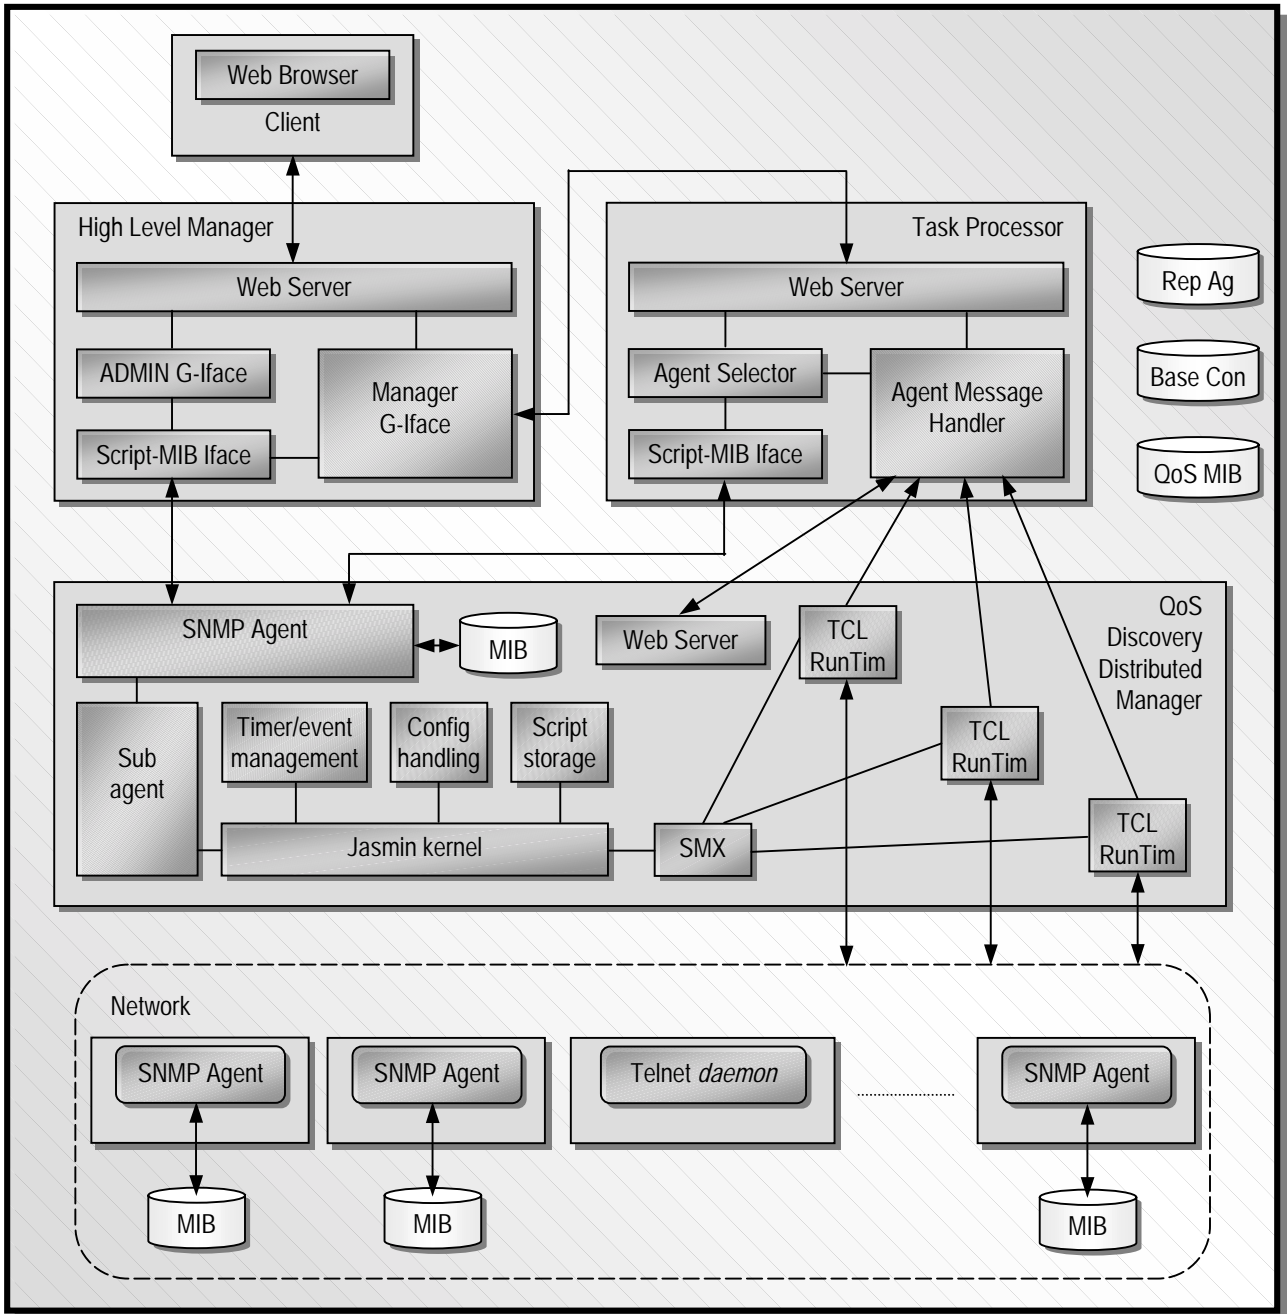 Web Browser
Client
High Level Manager
Web Server
ADMIN G-Iface
Manager
G-Iface
Script-MIB Iface
Task Processor
Web Server
Agent Selector
Agent Message
Handler
Script-MIB Iface
Rep Ag
Base Con
QoS MIB
QoS
Discovery
Distributed
Manager
SNMP Agent
MIB
Web Server
TCL
RunTim
Sub
agent
Timer/event
management
Config
handling
Script
storage
TCL
RunTim
Jasmin kernel
SMX
TCL
RunTim
Network
SNMP Agent
SNMP Agent
Telnet daemon
SNMP Agent
MIB
MIB
MIB